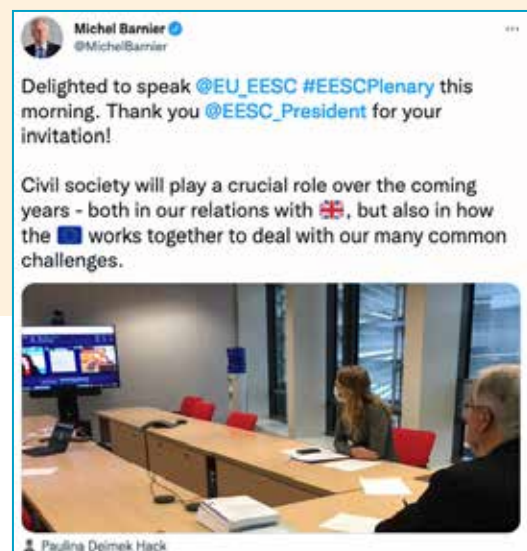 Michel Barnier
@MichelBarnier
Delighted to speak @EU_EESC #EESCPlenary this
morning. Thank you @EESC_President for your
invitation!
Civil society will play a crucial role over the coming
years - both in our relations with 🇬🇧, but also in how
the 🇪🇺 works together to deal with our many common
challenges.
Paulina Dejmek Hack